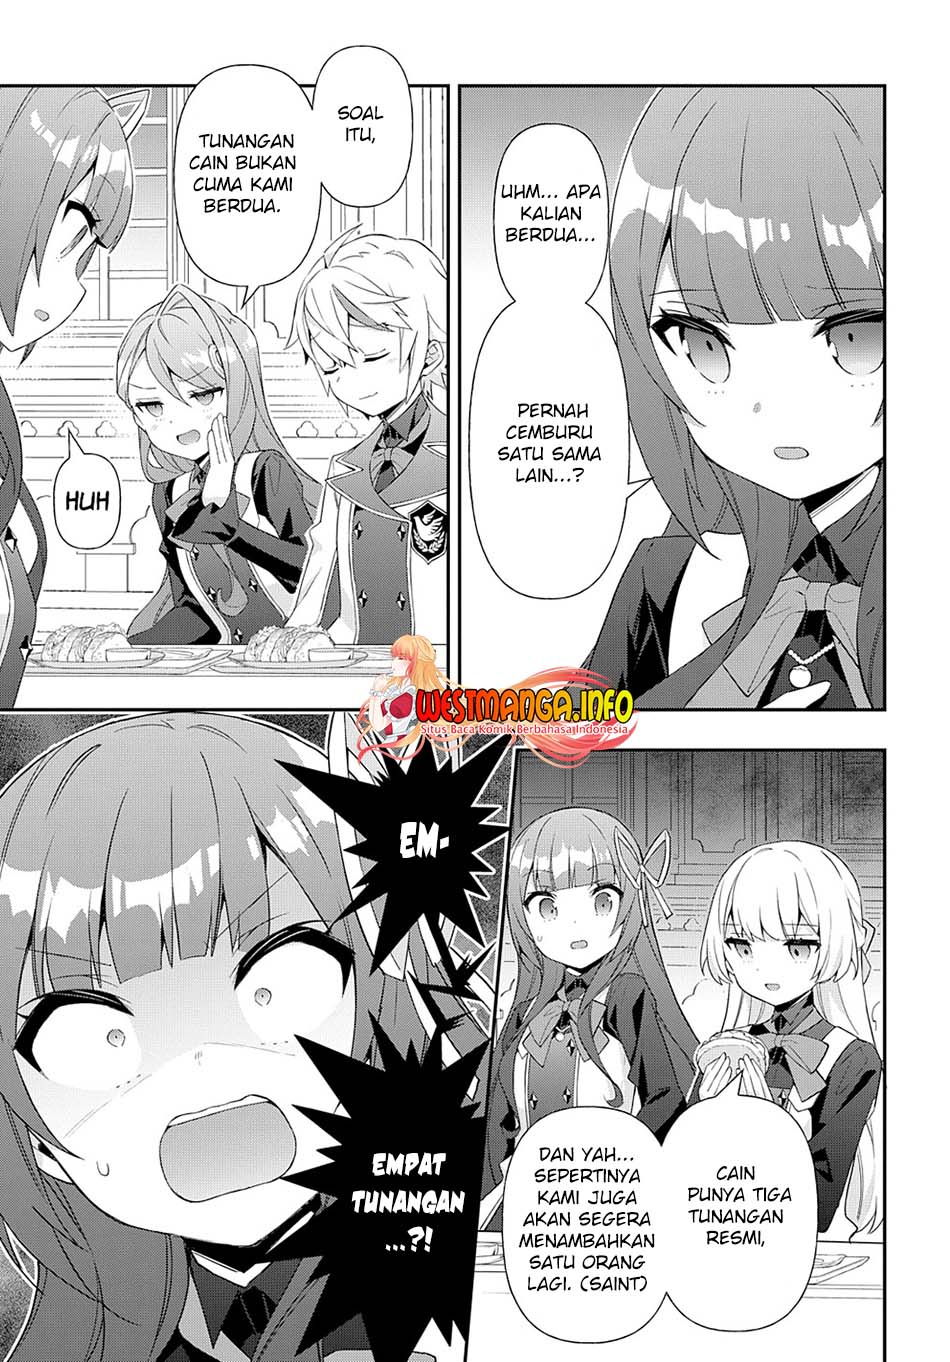 UHM... APA
KALIAN
BERDUA...
PERNAH
CEMBURU
SATU SAMA
LAIN...?
SOAL
ITU,
TUNANGAN
CAIN BUKAN
CUMA KAMI
BERDUA.
HUH
WESTMANGA.INFO
Situs Baca Komik Berbahasa Indonesia
CAIN
PUNYA TIGA
TUNANGAN
RESMI,
DAN YAH...
SEPERTINYA
KAMI JUGA
AKAN SEGERA
MENAMBAHKAN
SATU ORANG
LAGI. (SAINT)
EM-
EMPAT
TUNANGAN
...?!